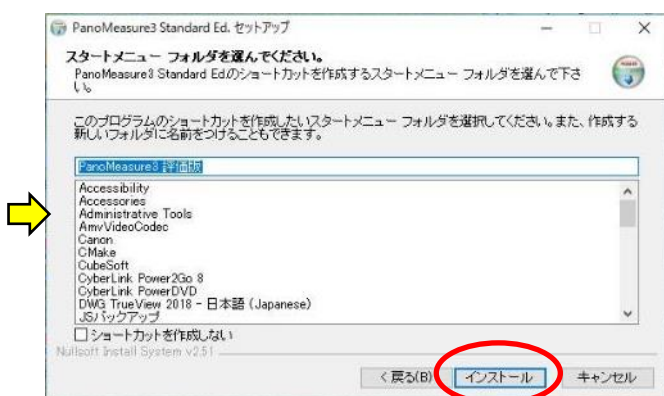 PanoMeasure3 Standard Ed. セットアップ
スタートメニュー フォルダを選んでください。
PanoMeasure3 Standard Ed.のショートカットを作成するスタートメニュー フォルダを選んで下さ
い。
このプログラムのショートカットを作成したいスタートメニュー フォルダを選択してください。また、作成する
新しいフォルダに名前をつけることもできます。
PanoMeasure3 評価版
Accessibility
Accessories
Administrative Tools
AmvVideoCodec
Canon
CMake
CubeSoft
CyberLink Power2Go 8
CyberLink PowerDVD
DWG TrueView 2018 - 日本語 (Japanese)
JSバックアップ
ショートカットを作成しない
Nullsoft Install System v2.51
< 戻る(B)
インストール
キャンセル